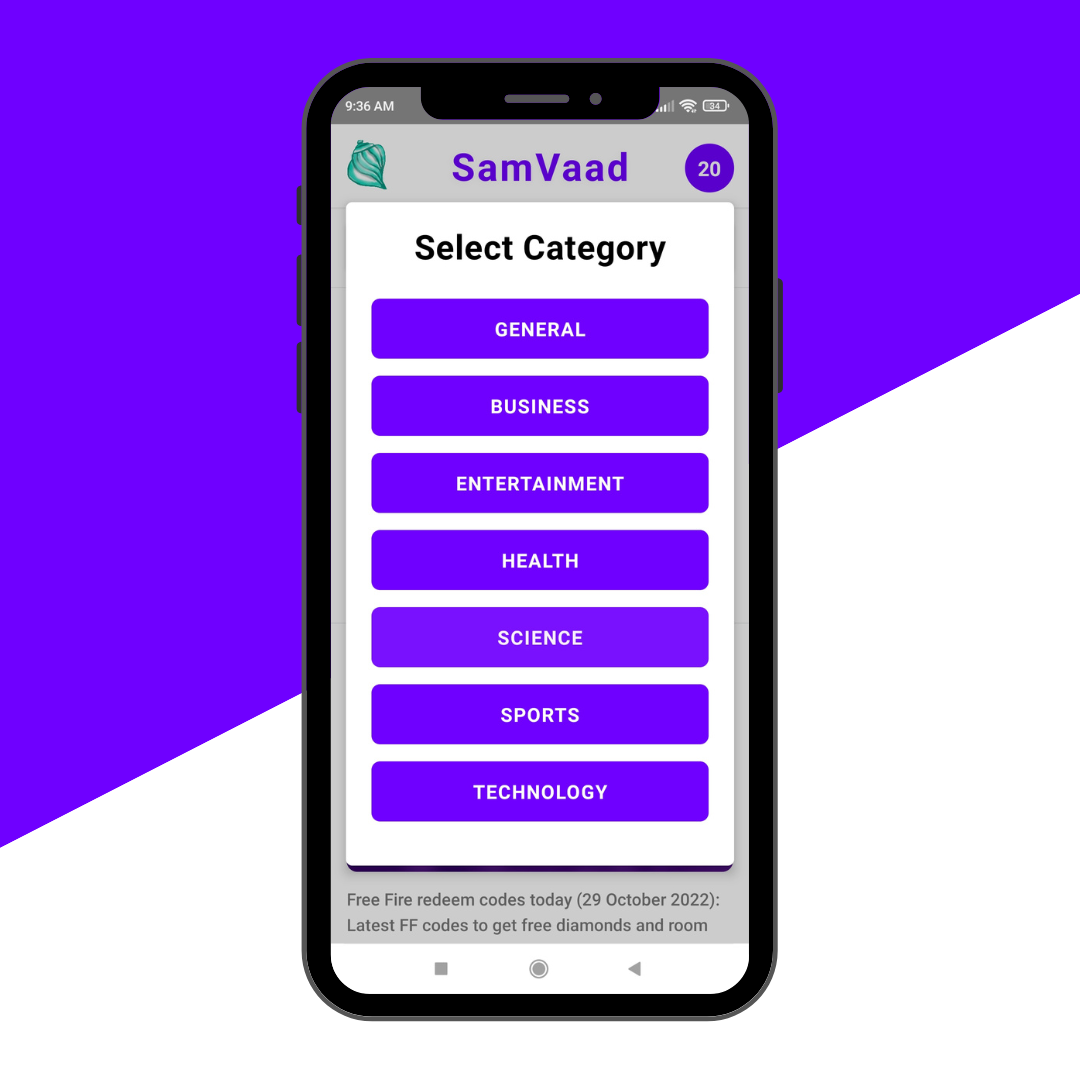 9:36 AM
34
SamVaad
20
Select Category
GENERAL
BUSINESS
ENTERTAINMENT
HEALTH
SCIENCE
SPORTS
TECHNOLOGY
Free Fire redeem codes today (29 October 2022):
Latest FF codes to get free diamonds and room